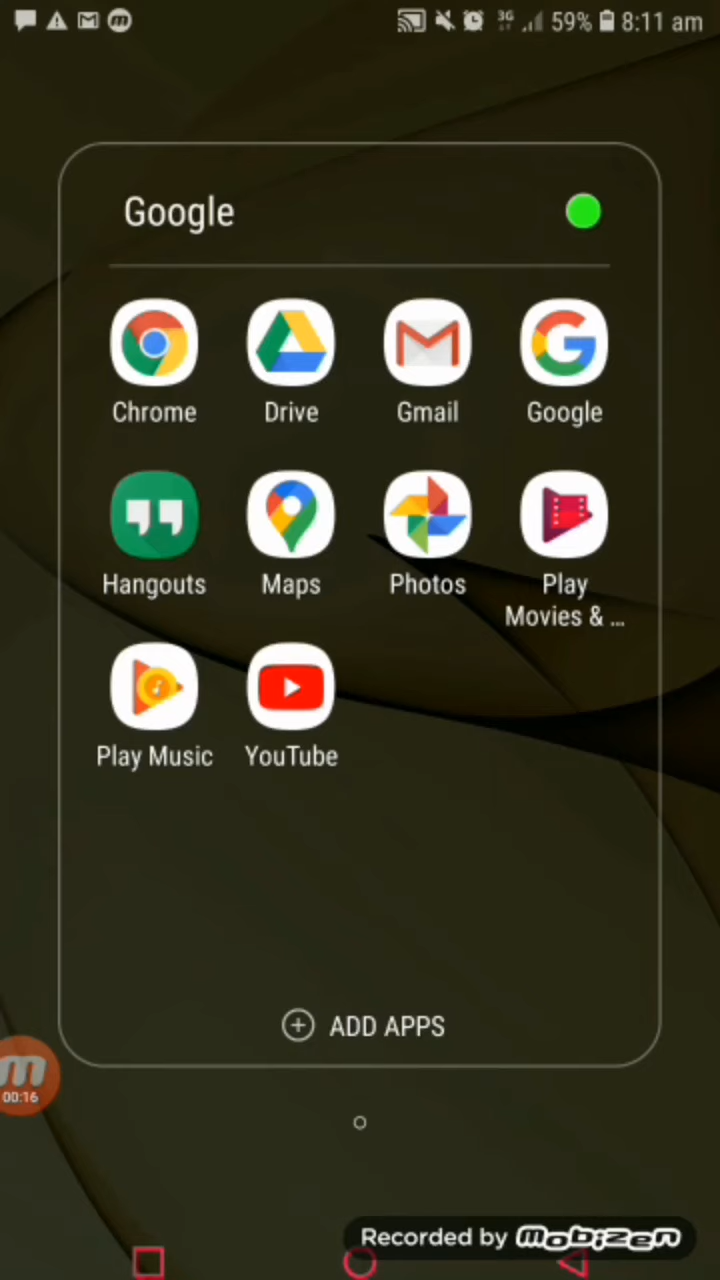 3G 59% 8:11 am
Google
Chrome Drive Gmail Google
Hangouts Maps Photos Play
Movies & ...
Play Music YouTube
ADD APPS
00:16
Recorded by mobizen